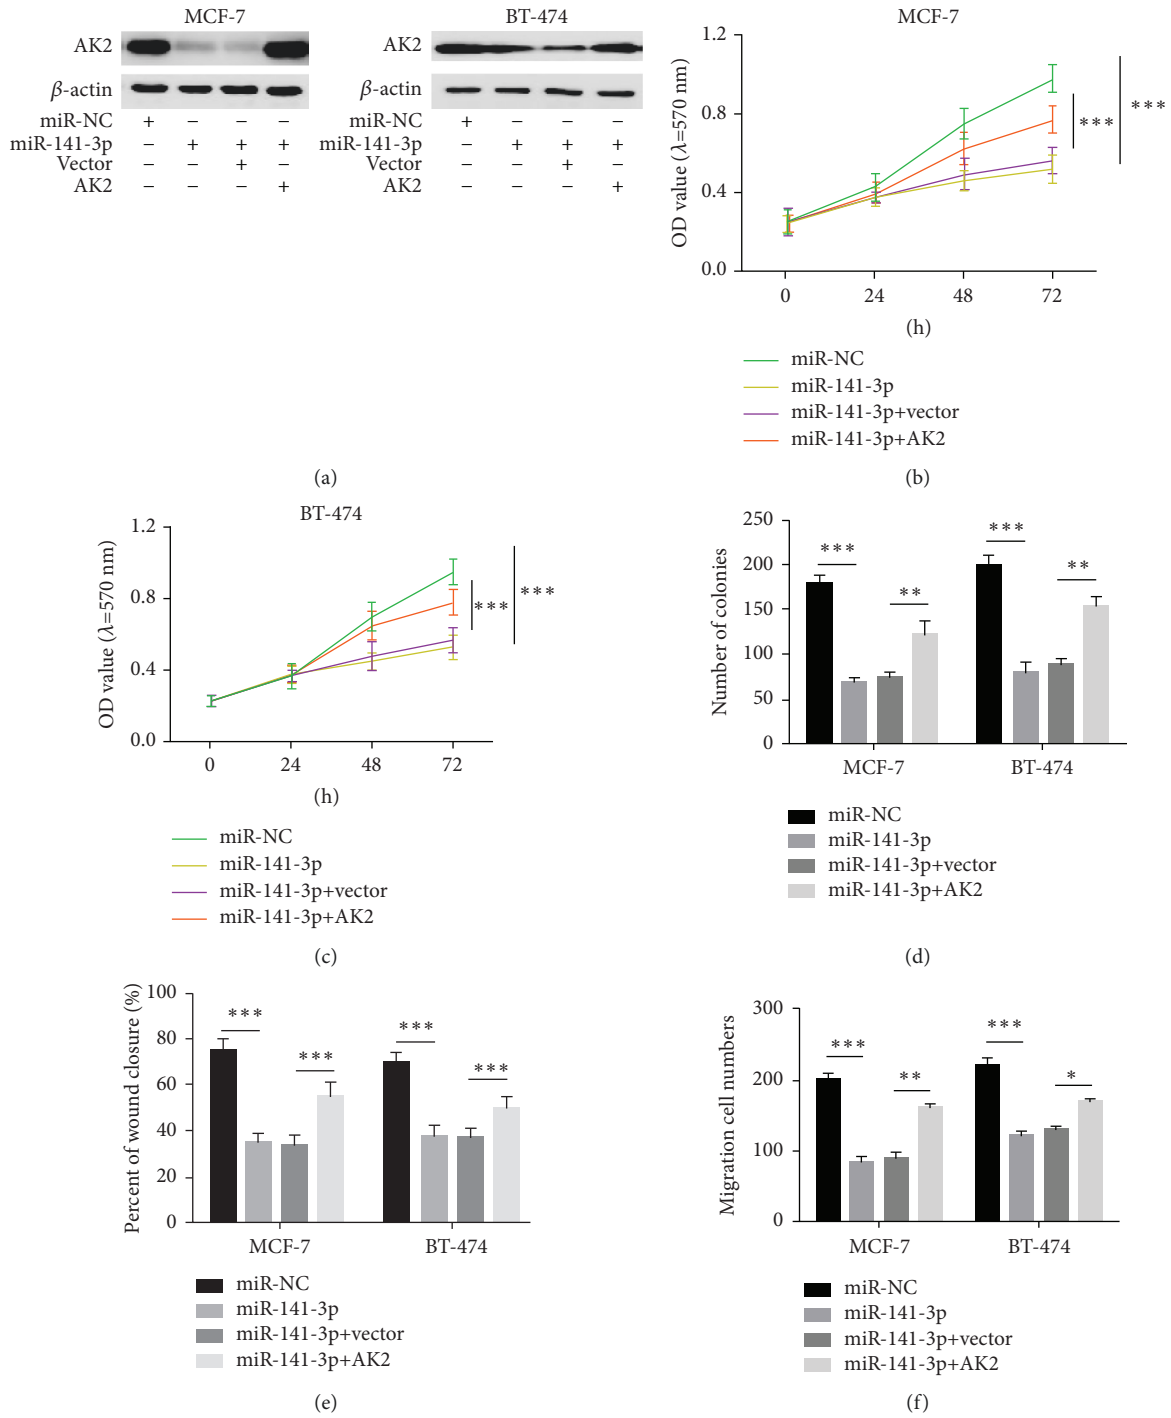 MCF-7
AK2
β-actin
miR-NC + – – –
miR-141-3p – + + +
Vector – – + –
AK2 – – – +
BT-474
AK2
β-actin
miR-NC + – – –
miR-141-3p – + + +
Vector – – + –
AK2 – – – +
(a)
MCF-7
OD value (λ=570 nm)
1.2
0.8
0.4
0.0
***
***
0 24 48 72
(h)
miR-NC
miR-141-3p
miR-141-3p+vector
miR-141-3p+AK2
(b)
BT-474
OD value (λ=570 nm)
1.2
0.8
0.4
0.0
***
***
0 24 48 72
(h)
miR-NC
miR-141-3p
miR-141-3p+vector
miR-141-3p+AK2
(c)
Number of colonies
250
200
150
100
50
0
*** ** *** **
MCF-7 BT-474
miR-NC
miR-141-3p
miR-141-3p+vector
miR-141-3p+AK2
(d)
Percent of wound closure (%)
100
80
60
40
20
0
*** *** *** ***
MCF-7 BT-474
miR-NC
miR-141-3p
miR-141-3p+vector
miR-141-3p+AK2
(e)
Migration cell numbers
300
200
100
0
*** ** *** *
MCF-7 BT-474
miR-NC
miR-141-3p
miR-141-3p+vector
miR-141-3p+AK2
(f)